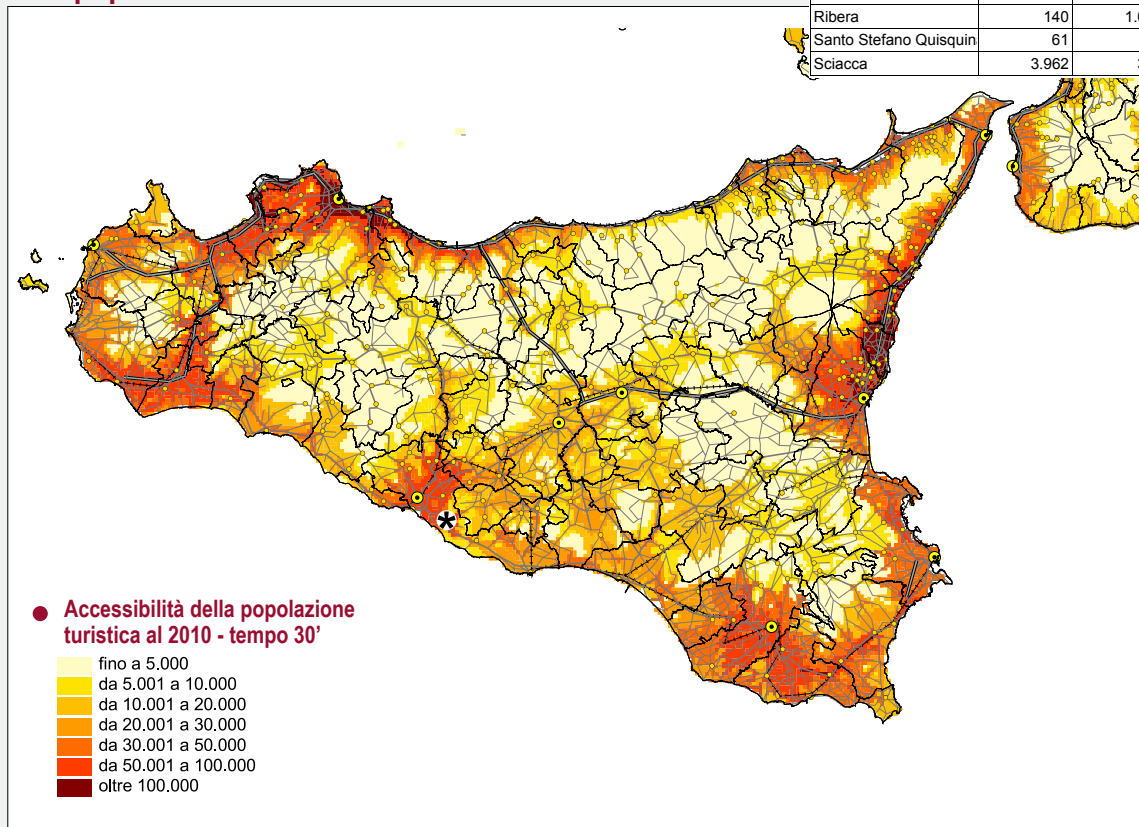 Ribera 140
Santo Stefano Quisquin
61
Sciacca 3.962
Accessibilità della popolazione
turistica al 2010 - tempo 30’
fino a 5.000
da 5.001 a 10.000
da 10.001 a 20.000
da 20.001 a 30.000
da 30.001 a 50.000
da 50.001 a 100.000
oltre 100.000